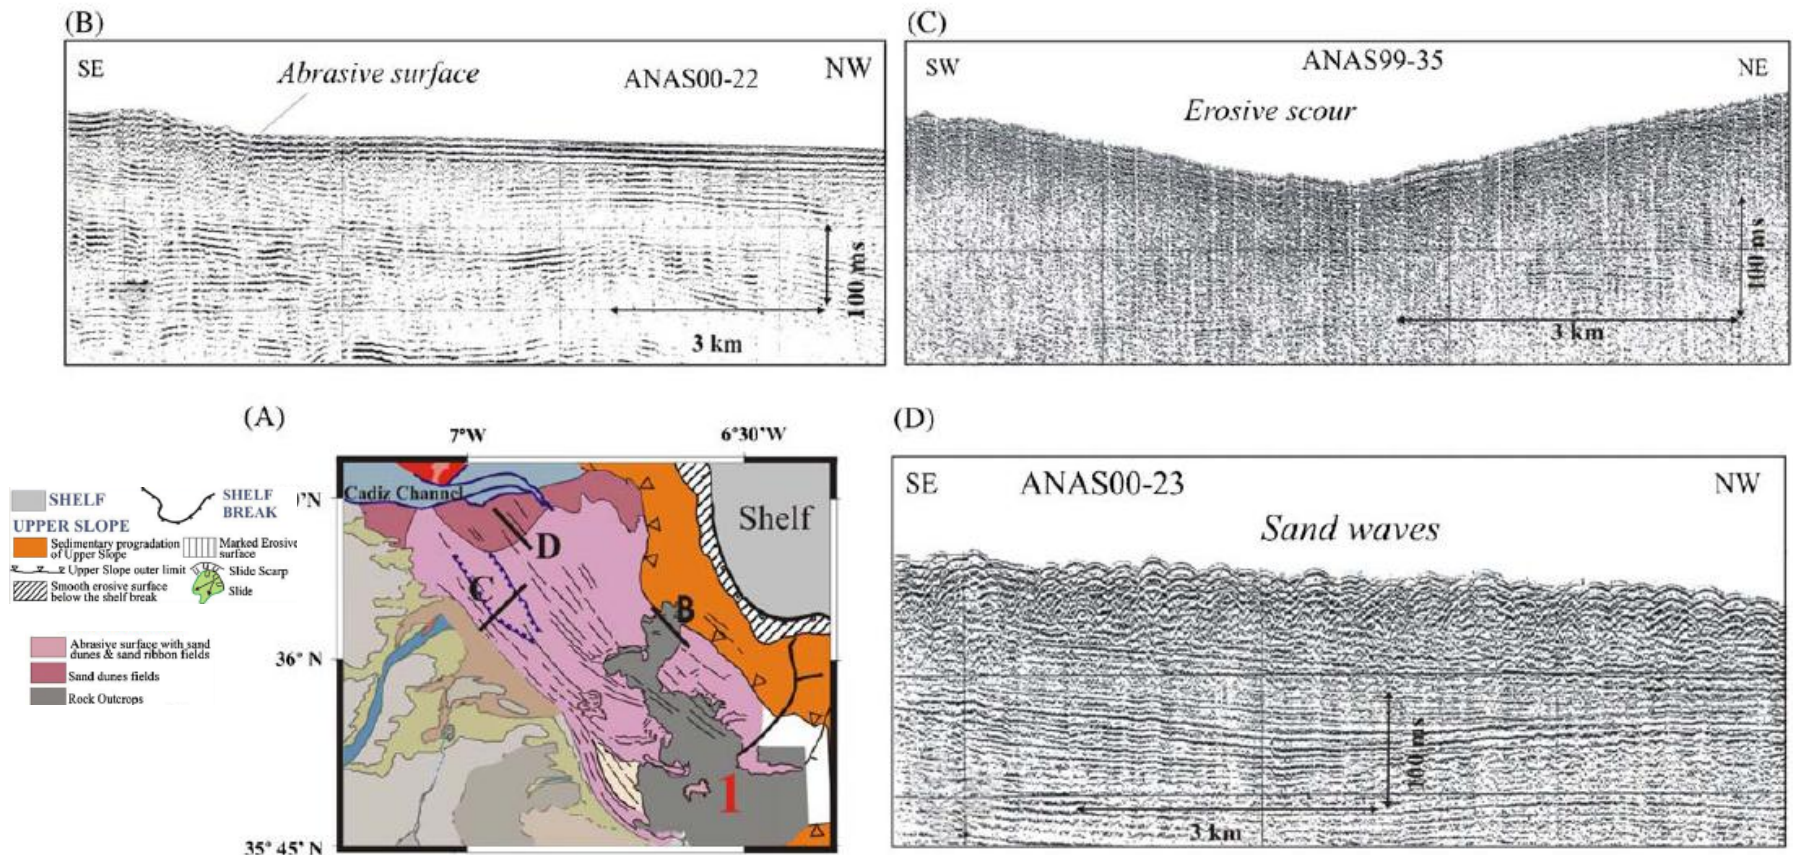 (B)
SE
Abrasive surface
ANAS00-22
NW
100 ms
3 km
(C)
SW
ANAS99-35
NE
Erosive scour
100 ms
3 km
(A)
7°W
6°30'W
Cadiz Channel
Shelf
D
C
B
36° N
1
35° 45' N
SHELF
SHELF
BREAK
UPPER SLOPE
Sedimentary progradation
of Upper Slope
Marked Erosive
surface
Upper Slope outer limit
Slide Scarp
Smooth erosive surface
below the shelf break
Slide
Abrasive surface with sand
dunes & sand ribbon fields
Sand dunes fields
Rock Outcrops
(D)
SE
ANAS00-23
NW
Sand waves
100 ms
3 km